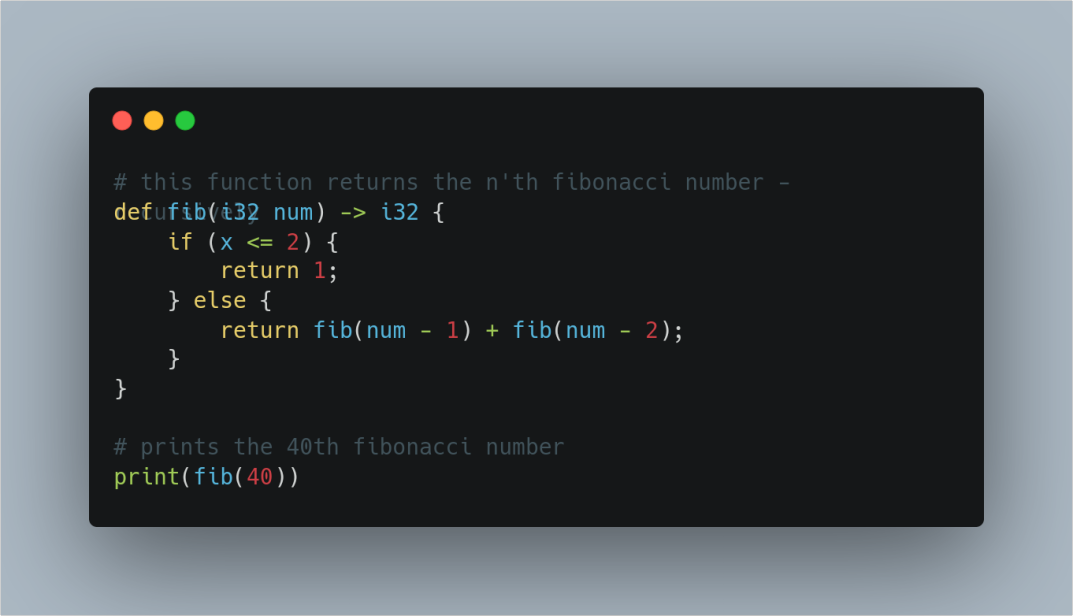 # this function returns the n'th fibonacci number -
def fib(i32 num) -> i32 {
    if (x <= 2) {
        return 1;
    } else {
        return fib(num - 1) + fib(num - 2);
    }
}
# prints the 40th fibonacci number
print(fib(40))